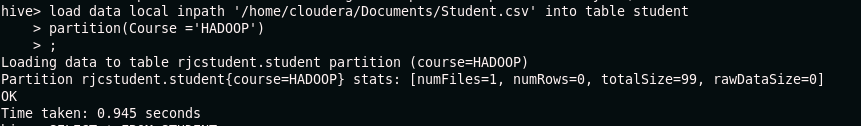 hive> load data local inpath '/home/cloudera/Documents/Student.csv' into table student
    > partition(Course ='HADOOP')
    > ;
Loading data to table rjcstudent.student partition (course=HADOOP)
Partition rjcstudent.student{course=HADOOP} stats: [numFiles=1, numRows=0, totalSize=99, rawDataSize=0]
OK
Time taken: 0.945 seconds